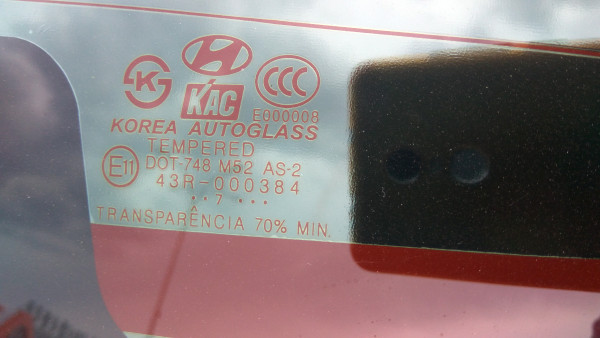 KAC
E000008
KOREA AUTOGLASS
TEMPERED
E11
DOT-748 M52 AS-2
43R-000384
··7 ···
TRANSPARÊNCIA 70% MIN.